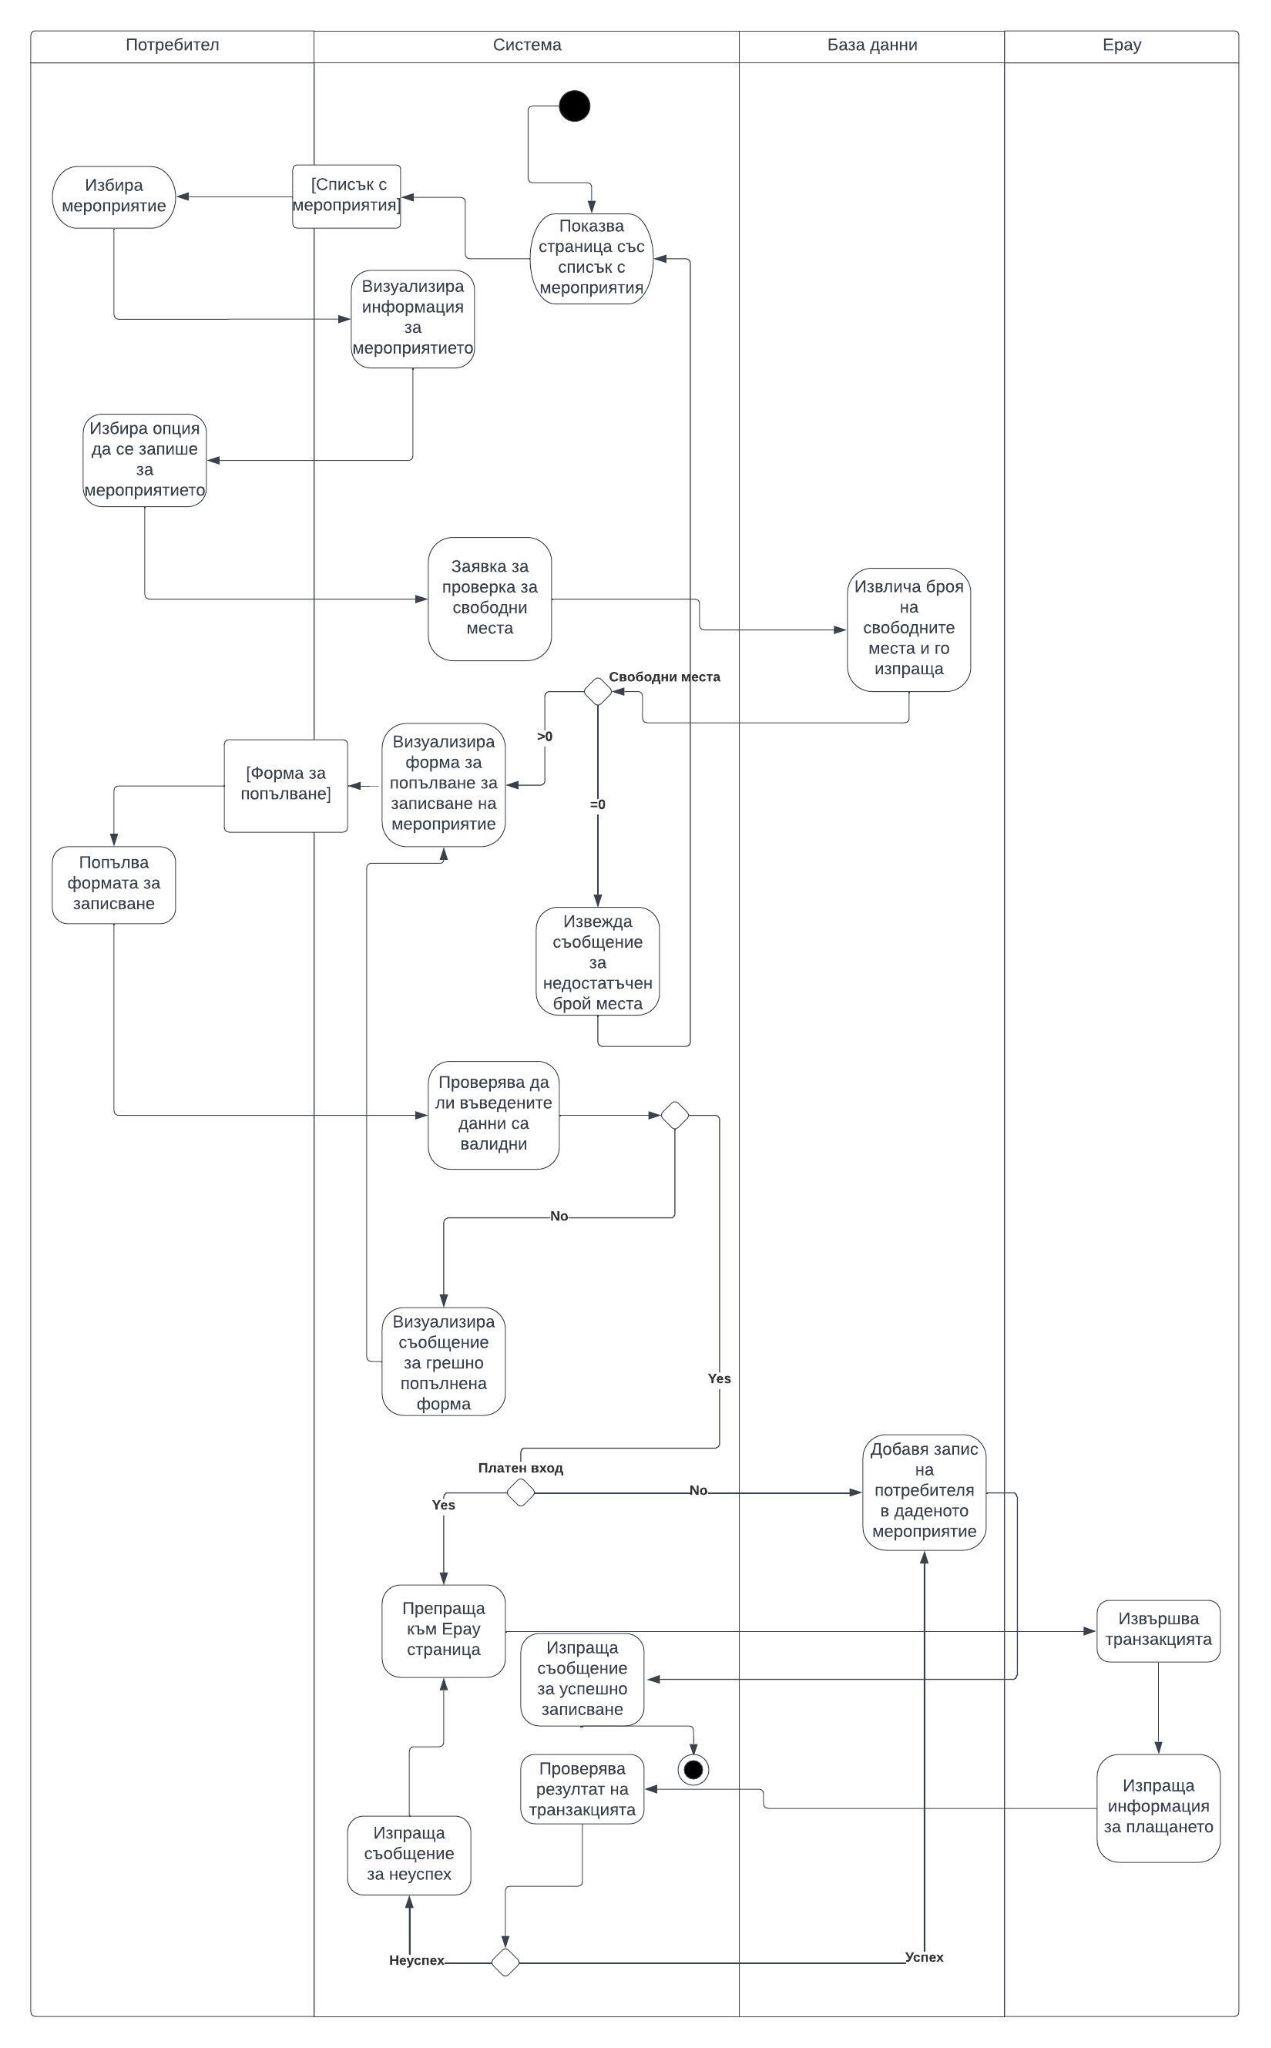 Потребител
Система
База данни
Epay
Избира
мероприятие
[Списък с
мероприятия]
Показва
страница със
списък с
мероприятия
Визуализира
информация
за
мероприятието
Избира опция
да се запише
за
мероприятието
Заявка за
проверка за
свободни
места
Извлича броя
на
свободните
места и го
изпраща
Свободни места
>0
=0
Визуализира
форма за
попълване за
записване на
мероприятие
[Форма за
попълване]
Попълва
формата за
записване
Извежда
съобщение
за
недостатъчен
брой места
Проверява да
ли въведените
данни са
валидни
No
Yes
Визуализира
съобщение
за грешно
попълнена
форма
Платен вход
Yes
No
Добавя запис
на
потребителя
в даденото
мероприятие
Препраща
към Epay
страница
Извършва
транзакцията
Изпраща
съобщение
за успешно
записване
Проверява
резултат на
транзакцията
Изпраща
информация
за плащането
Изпраща
съобщение
за неуспех
Неуспех
Успех